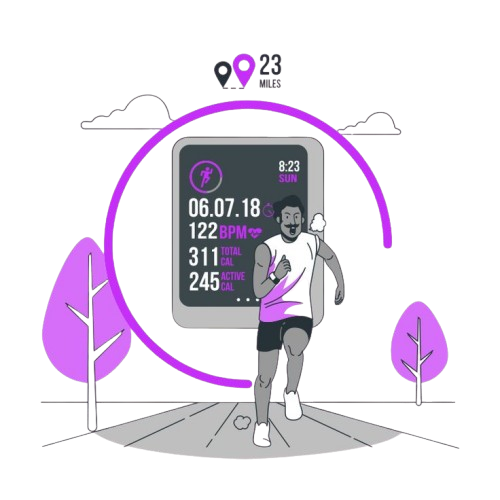 23
MILES
8:23
SUN
06.07.18
122 BPM
311 TOTAL CAL
245 ACTIVE CAL